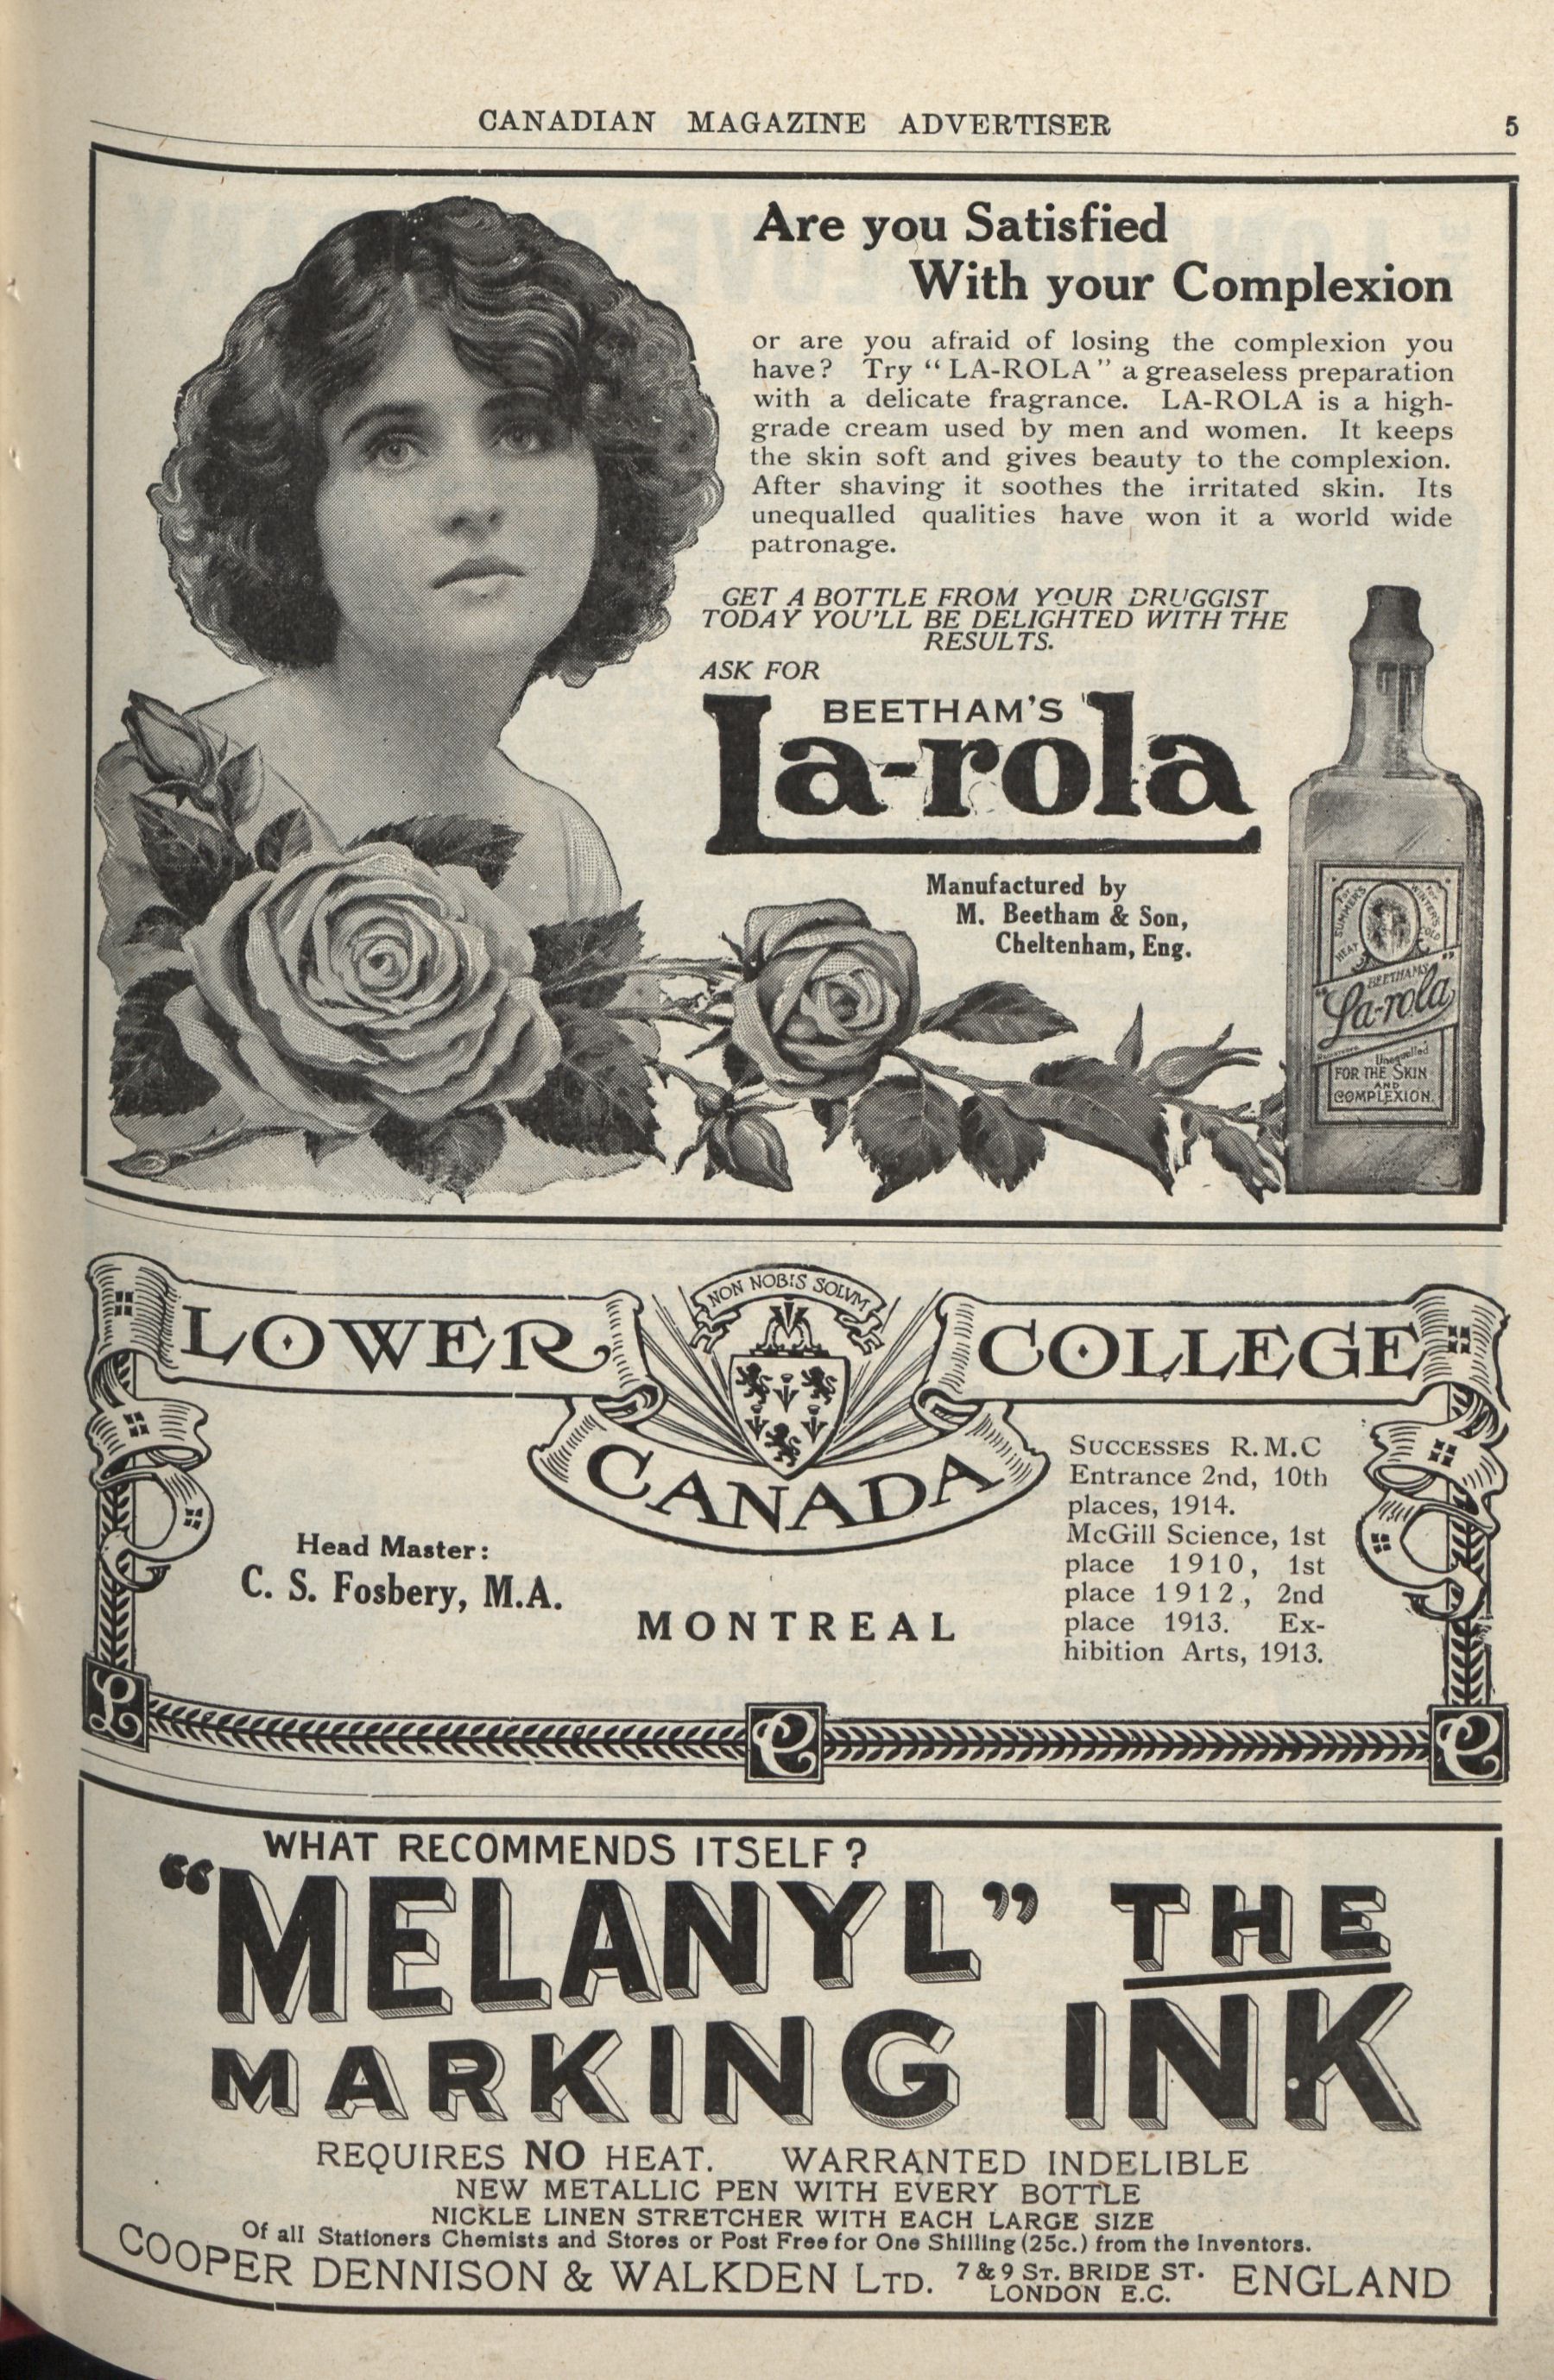 CANADIAN MAGAZINE ADVERTISER 5
Are you Satisfied
With your Complexion
or are you afraid of losing the complexion you
have? Try "LA-ROLA" a greaseless preparation
with a delicate fragrance. LA-ROLA is a high-
grade cream used by men and women. It keeps
the skin soft and gives beauty to the complexion.
After shaving it soothes the irritated skin. Its
unequalled qualities have won it a world wide
patronage.
GET A BOTTLE FROM YOUR DRUGGIST
TODAY YOU'LL BE DELIGHTED WITH THE
RESULTS.
ASK FOR
BEETHAM'S
La-rola
Manufactured by
M. Beetham & Son,
Cheltenham, Eng.
For SUMMER'S HEAT
For WINTER'S COLD
BEETHAM'S
"La-rola"
Unequalled
FOR THE SKIN
AND
COMPLEXION.
NON NOBIS SOLVM
LOWER
CANADA
COLLEGE
Head Master:
C. S. Fosbery, M.A.
MONTREAL
SUCCESSES R.M.C
Entrance 2nd, 10th
places, 1914.
McGill Science, 1st
place 1910, 1st
place 1912, 2nd
place 1913. Ex-
hibition Arts, 1913.
L C C
WHAT RECOMMENDS ITSELF?
"MELANYL" THE
MARKING INK
REQUIRES NO HEAT. WARRANTED INDELIBLE
NEW METALLIC PEN WITH EVERY BOTTLE
NICKLE LINEN STRETCHER WITH EACH LARGE SIZE
Of all Stationers Chemists and Stores or Post Free for One Shilling (25c.) from the Inventors.
COOPER DENNISON & WALKDEN LTD. 7 & 9 ST. BRIDE ST. LONDON E.C. ENGLAND